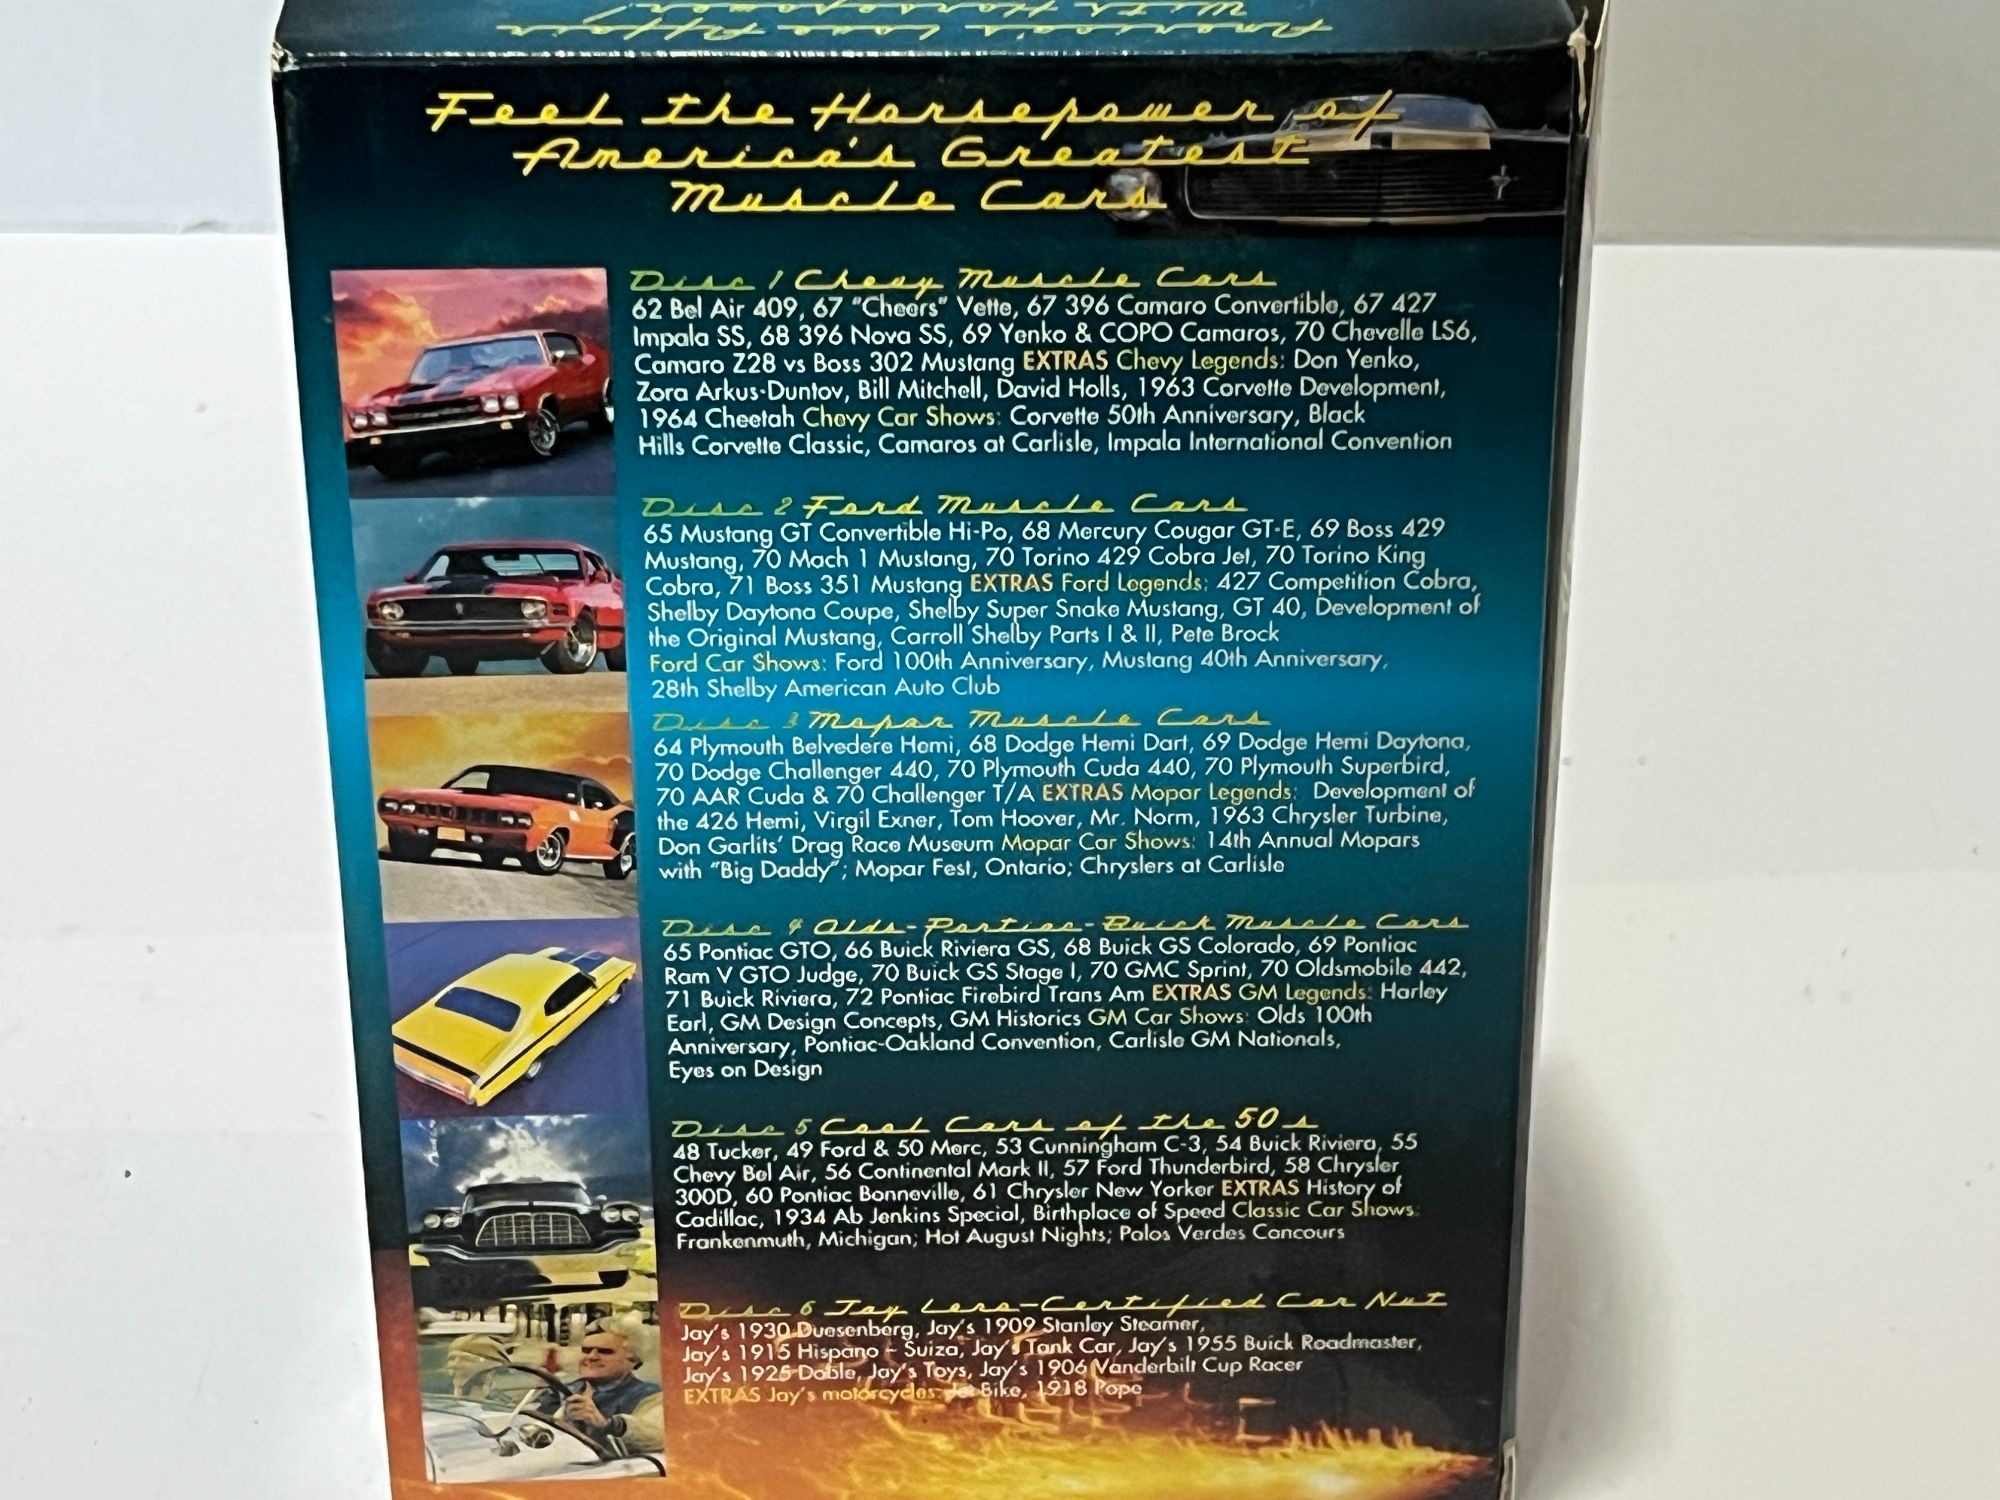 America's Love Affair
With Horsepower!
Feel the Horsepower of
America's Greatest
Muscle Cars
Disc 1 Chevy Muscle Cars
62 Bel Air 409, 67 "Cheers" Vette, 67 396 Camaro Convertible, 67 427
Impala SS, 68 396 Nova SS, 69 Yenko & COPO Camaros, 70 Chevelle LS6,
Camaro Z28 vs Boss 302 Mustang EXTRAS Chevy Legends: Don Yenko,
Zora Arkus-Duntov, Bill Mitchell, David Holls, 1963 Corvette Development,
1964 Cheetah Chevy Car Shows: Corvette 50th Anniversary, Black
Hills Corvette Classic, Camaros at Carlisle, Impala International Convention
Disc 2 Ford Muscle Cars
65 Mustang GT Convertible Hi-Po, 68 Mercury Cougar GT-E, 69 Boss 429
Mustang, 70 Mach 1 Mustang, 70 Torino 429 Cobra Jet, 70 Torino King
Cobra, 71 Boss 351 Mustang EXTRAS Ford Legends: 427 Competition Cobra,
Shelby Daytona Coupe, Shelby Super Snake Mustang, GT 40, Development of
the Original Mustang, Carroll Shelby Parts I & II, Pete Brock
Ford Car Shows: Ford 100th Anniversary, Mustang 40th Anniversary,
28th Shelby American Auto Club
Disc 3 Mopar Muscle Cars
64 Plymouth Belvedere Hemi, 68 Dodge Hemi Dart, 69 Dodge Hemi Daytona,
70 Dodge Challenger 440, 70 Plymouth Cuda 440, 70 Plymouth Superbird,
70 AAR Cuda & 70 Challenger T/A EXTRAS Mopar Legends: Development of
the 426 Hemi, Virgil Exner, Tom Hoover, Mr. Norm, 1963 Chrysler Turbine,
Don Garlits' Drag Race Museum Mopar Car Shows: 14th Annual Mopars
with "Big Daddy"; Mopar Fest, Ontario; Chryslers at Carlisle
Disc 4 Olds-Pontiac-Buick Muscle Cars
65 Pontiac GTO, 66 Buick Riviera GS, 68 Buick GS Colorado, 69 Pontiac
Ram V GTO Judge, 70 Buick GS Stage I, 70 GMC Sprint, 70 Oldsmobile 442,
71 Buick Riviera, 72 Pontiac Firebird Trans Am EXTRAS GM Legends: Harley
Earl, GM Design Concepts, GM Historics GM Car Shows: Olds 100th
Anniversary, Pontiac-Oakland Convention, Carlisle GM Nationals,
Eyes on Design
Disc 5 Cool Cars of the 50s
48 Tucker, 49 Ford & 50 Merc, 53 Cunningham C-3, 54 Buick Riviera, 55
Chevy Bel Air, 56 Continental Mark II, 57 Ford Thunderbird, 58 Chrysler
300D, 60 Pontiac Bonneville, 61 Chrysler New Yorker EXTRAS History of
Cadillac, 1934 Ab Jenkins Special, Birthplace of Speed Classic Car Shows:
Frankenmuth, Michigan; Hot August Nights; Palos Verdes Concours
Disc 6 Jay Leno-Certified Car Nut
Jay's 1930 Duesenberg, Jay's 1909 Stanley Steamer,
Jay's 1915 Hispano - Suiza, Jay's Tank Car, Jay's 1955 Buick Roadmaster,
Jay's 1925 Doble, Jay's Toys, Jay's 1906 Vanderbilt Cup Racer
EXTRAS Jay's motorcycles: Jet Bike, 1918 Pope